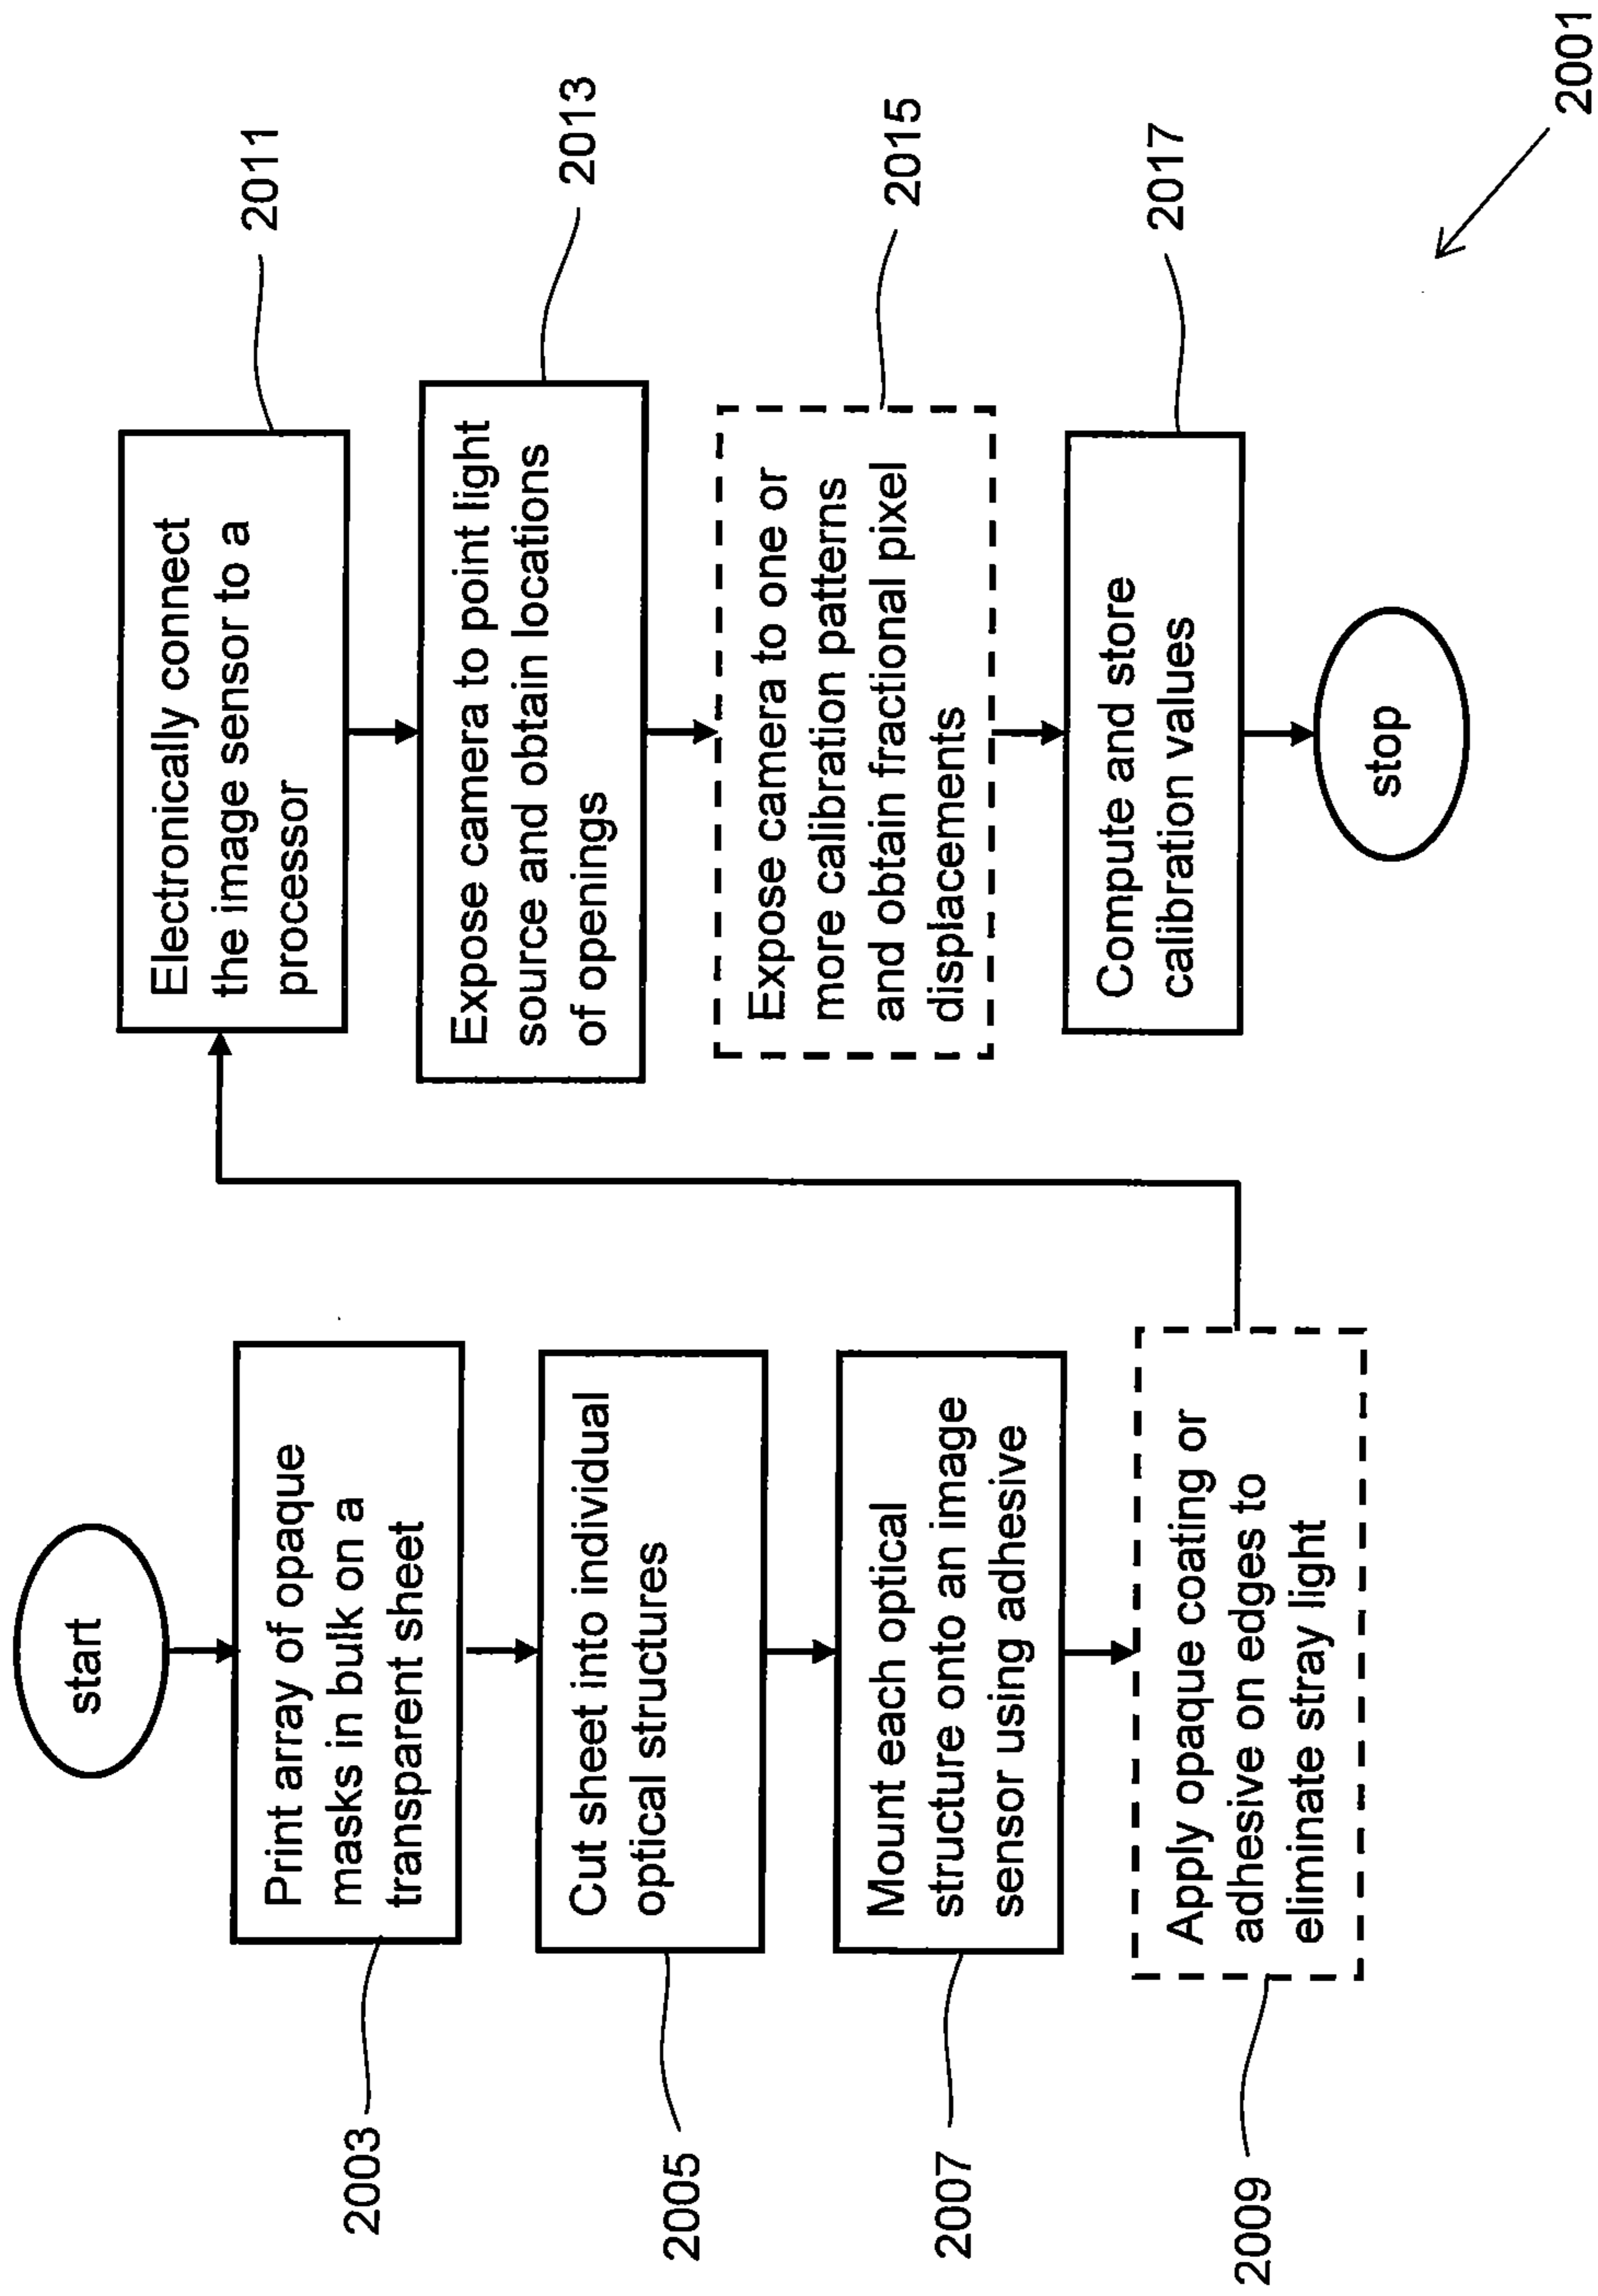 start
2003
Print array of opaque
masks in bulk on a
transparent sheet
2005
Cut sheet into individual
optical structures
2007
Mount each optical
structure onto an image
sensor using adhesive
2009
Apply opaque coating or
adhesive on edges to
eliminate stray light
2011
Electronically connect
the image sensor to a
processor
2013
Expose camera to point light
source and obtain locations
of openings
2015
Expose camera to one or
more calibration patterns
and obtain fractional pixel
displacements
2017
Compute and store
calibration values
stop
2001